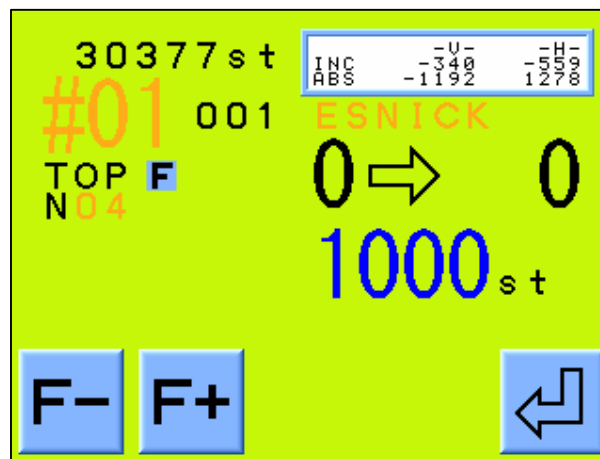 30377st
-V- -H-
INC -340 -559
ABS -1192 1278
#01 001 ESNICK
TOP F
N04
0 0
1000st
F- F+